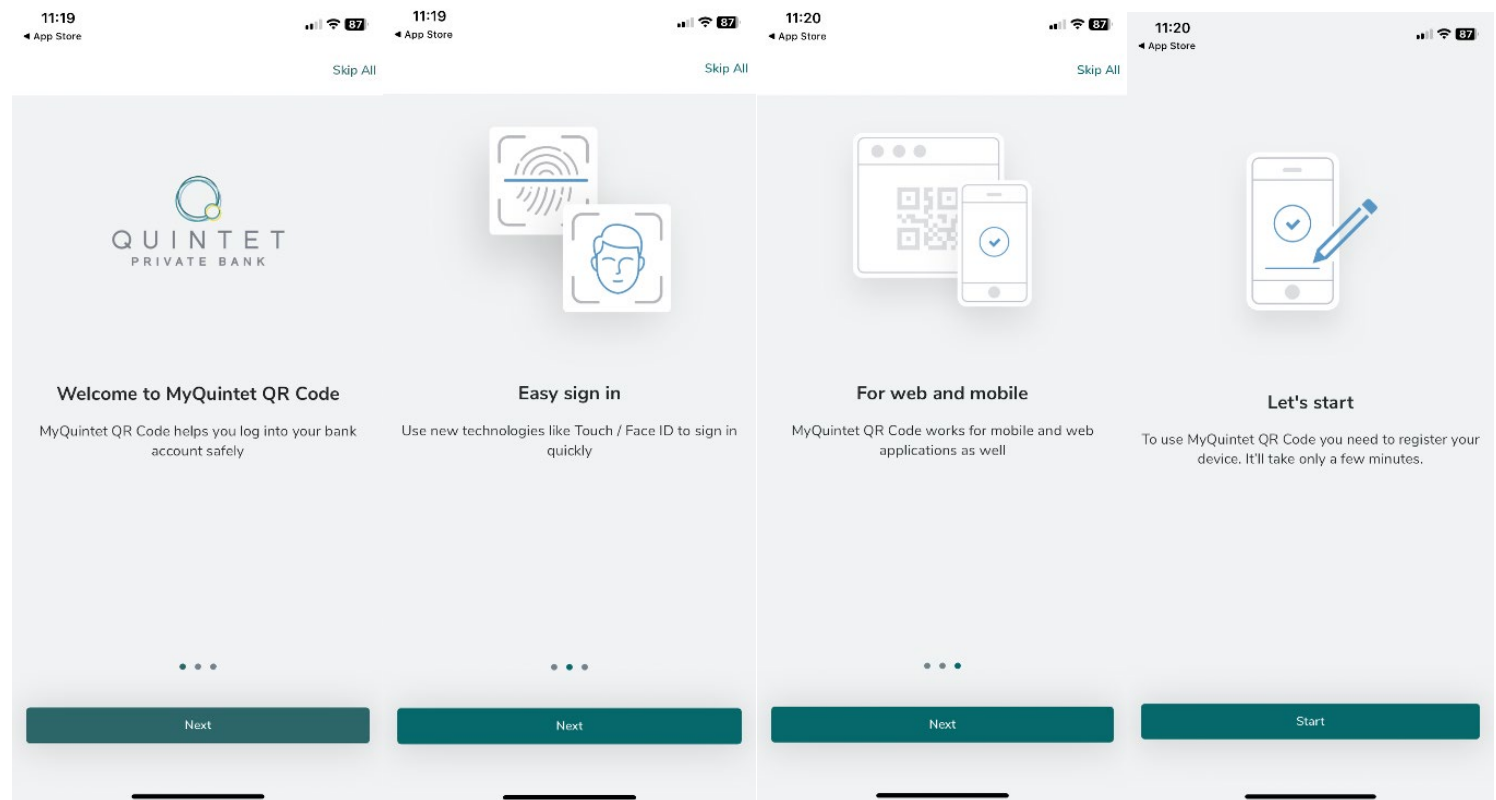 11:19
◀ App Store
87
Skip All
QUINTET
PRIVATE BANK
Welcome to MyQuintet QR Code
MyQuintet QR Code helps you log into your bank
account safely
Next
11:19
◀ App Store
87
Skip All
Easy sign in
Use new technologies like Touch / Face ID to sign in
quickly
Next
11:20
◀ App Store
87
Skip All
For web and mobile
MyQuintet QR Code works for mobile and web
applications as well
Next
11:20
◀ App Store
87
Let's start
To use MyQuintet QR Code you need to register your
device. It'll take only a few minutes.
Start